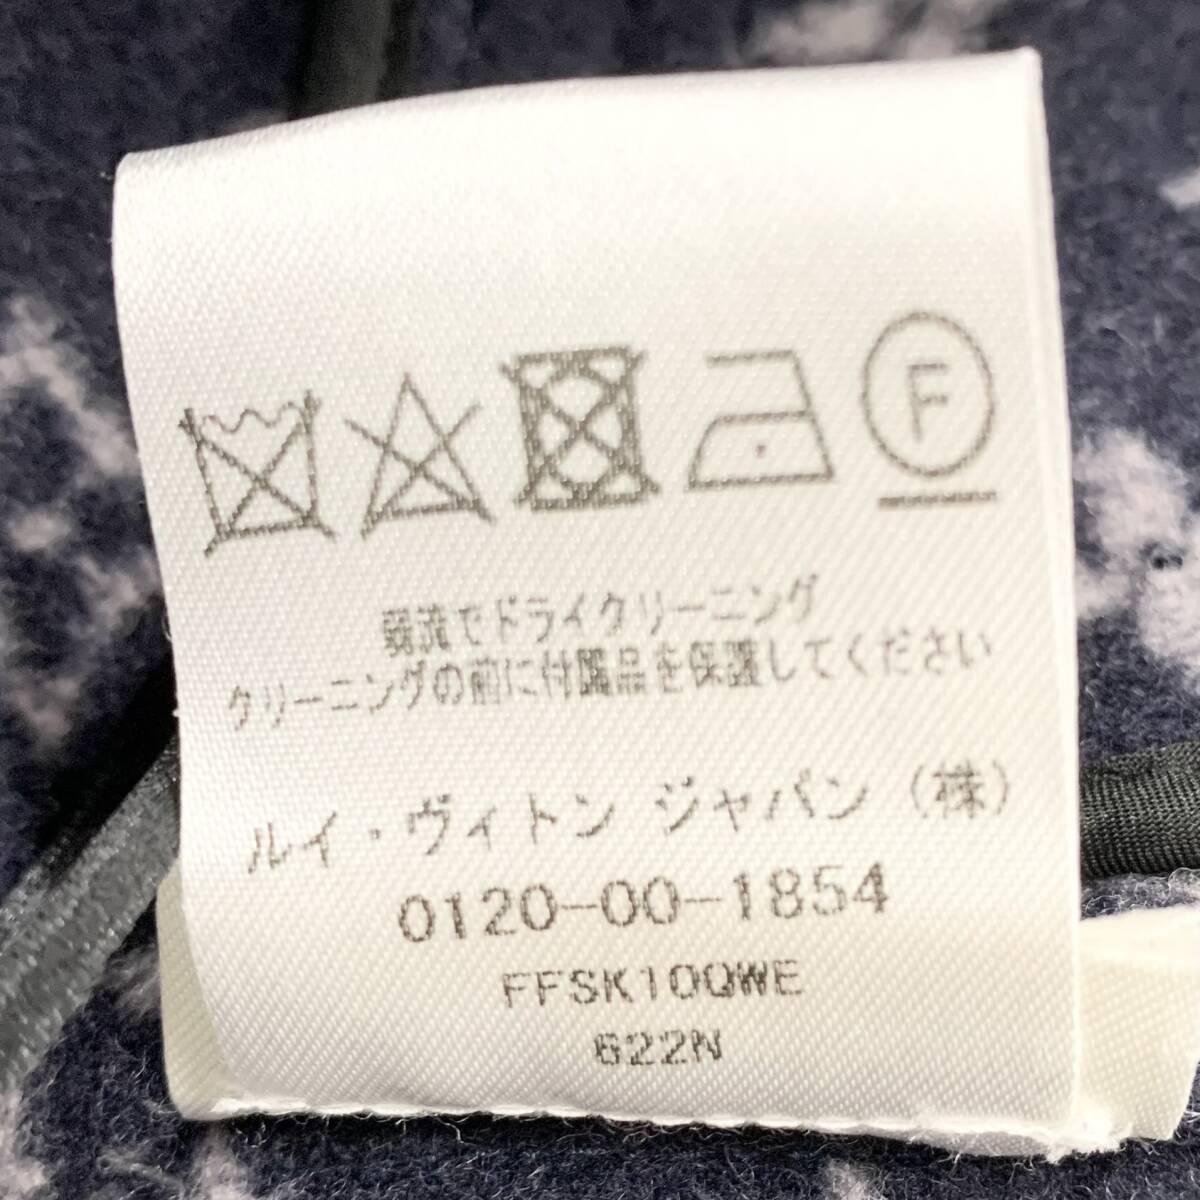 F
弱流でドライクリーニング
クリーニングの前に付属品を保護してください
ルイ・ヴィトン ジャパン (株)
0120-00-1854
FFSK10QWE
622N